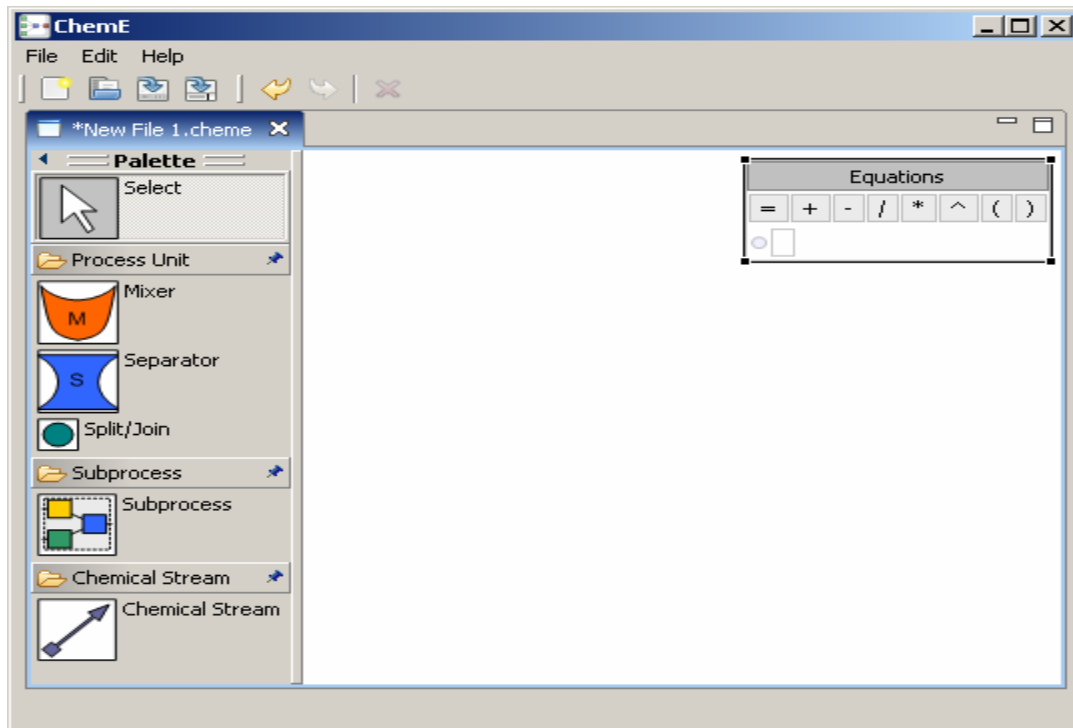 ChemE
File Edit Help
*New File 1.cheme
Palette
Select
Process Unit
Mixer
M
Separator
S
Split/Join
Subprocess
Subprocess
Chemical Stream
Chemical Stream
Equations
= + - / * ^ ( )